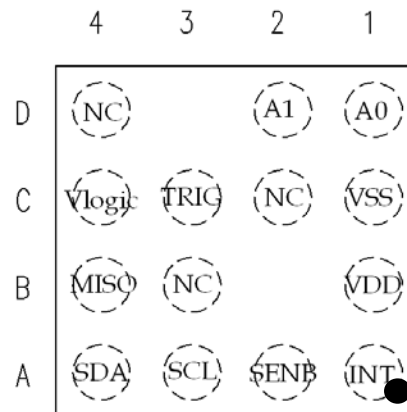 4 3 2 1
D NC A1 A0
C Vlogic TRIG NC VSS
B MISO NC VDD
A SDA SCL SENB INT